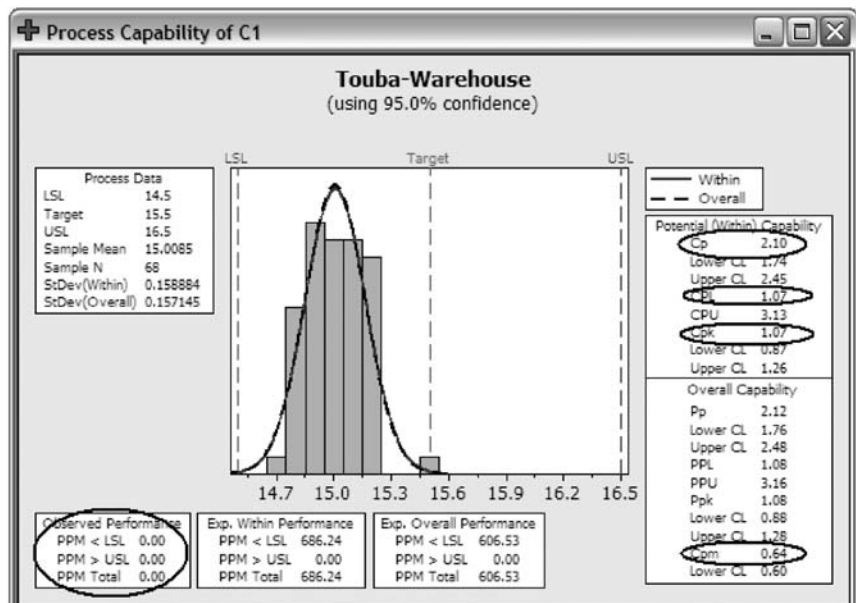 Process Capability of C1
Touba-Warehouse
(using 95.0% confidence)
LSL Target USL
Process Data
LSL 14.5
Target 15.5
USL 16.5
Sample Mean 15.0085
Sample N 68
StDev(Within) 0.158884
StDev(Overall) 0.157145
Within
Overall
Potential (Within) Capability
Cp 2.10
Lower CL 1.74
Upper CL 2.45
CPL 1.07
CPU 3.13
Cpk 1.07
Lower CL 0.87
Upper CL 1.26
Overall Capability
Pp 2.12
Lower CL 1.76
Upper CL 2.48
PPL 1.08
PPU 3.16
Ppk 1.08
Lower CL 0.88
Upper CL 1.28
Cpm 0.64
Lower CL 0.60
14.7 15.0 15.3 15.6 15.9 16.2 16.5
Observed Performance
PPM < LSL 0.00
PPM > USL 0.00
PPM Total 0.00
Exp. Within Performance
PPM < LSL 686.24
PPM > USL 0.00
PPM Total 686.24
Exp. Overall Performance
PPM < LSL 606.53
PPM > USL 0.00
PPM Total 606.53